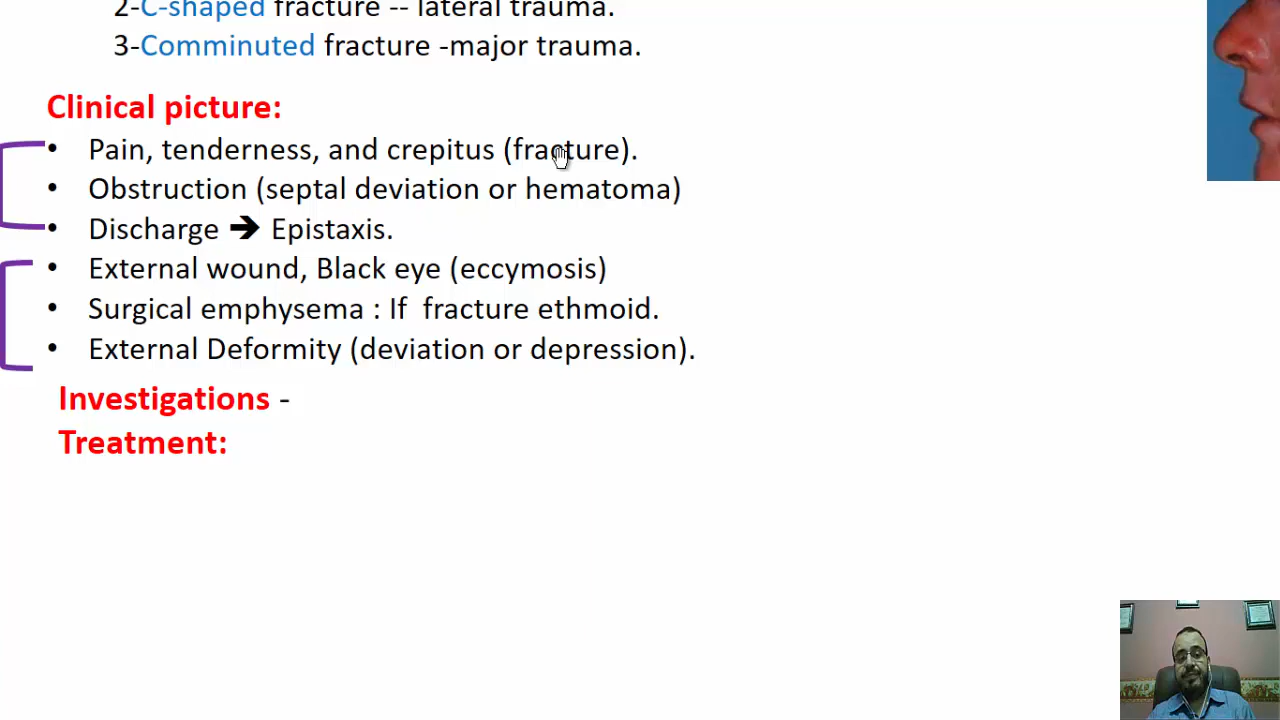 2-C-shaped fracture -- lateral trauma.
3-Comminuted fracture -major trauma.
Clinical picture:
• Pain, tenderness, and crepitus (fracture).
• Obstruction (septal deviation or hematoma)
• Discharge ➔ Epistaxis.
• External wound, Black eye (eccymosis)
• Surgical emphysema : If fracture ethmoid.
• External Deformity (deviation or depression).
Investigations -
Treatment: